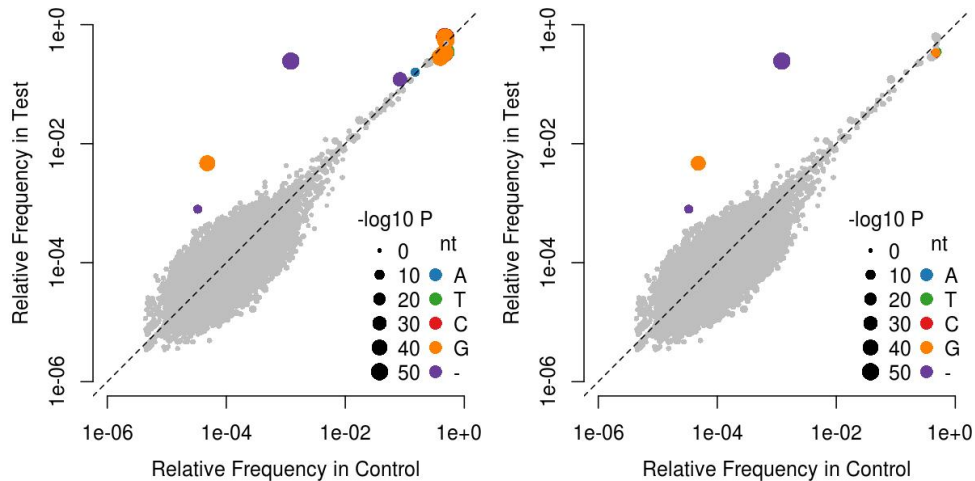 Relative Frequency in Test
1e+0
1e-02
1e-04
1e-06
-log10 P
nt
0
10 A
20 T
30 C
40 G
50 -
1e-06 1e-04 1e-02 1e+0
Relative Frequency in Control
Relative Frequency in Test
1e+0
1e-02
1e-04
1e-06
-log10 P
nt
0
10 A
20 T
30 C
40 G
50 -
1e-06 1e-04 1e-02 1e+0
Relative Frequency in Control